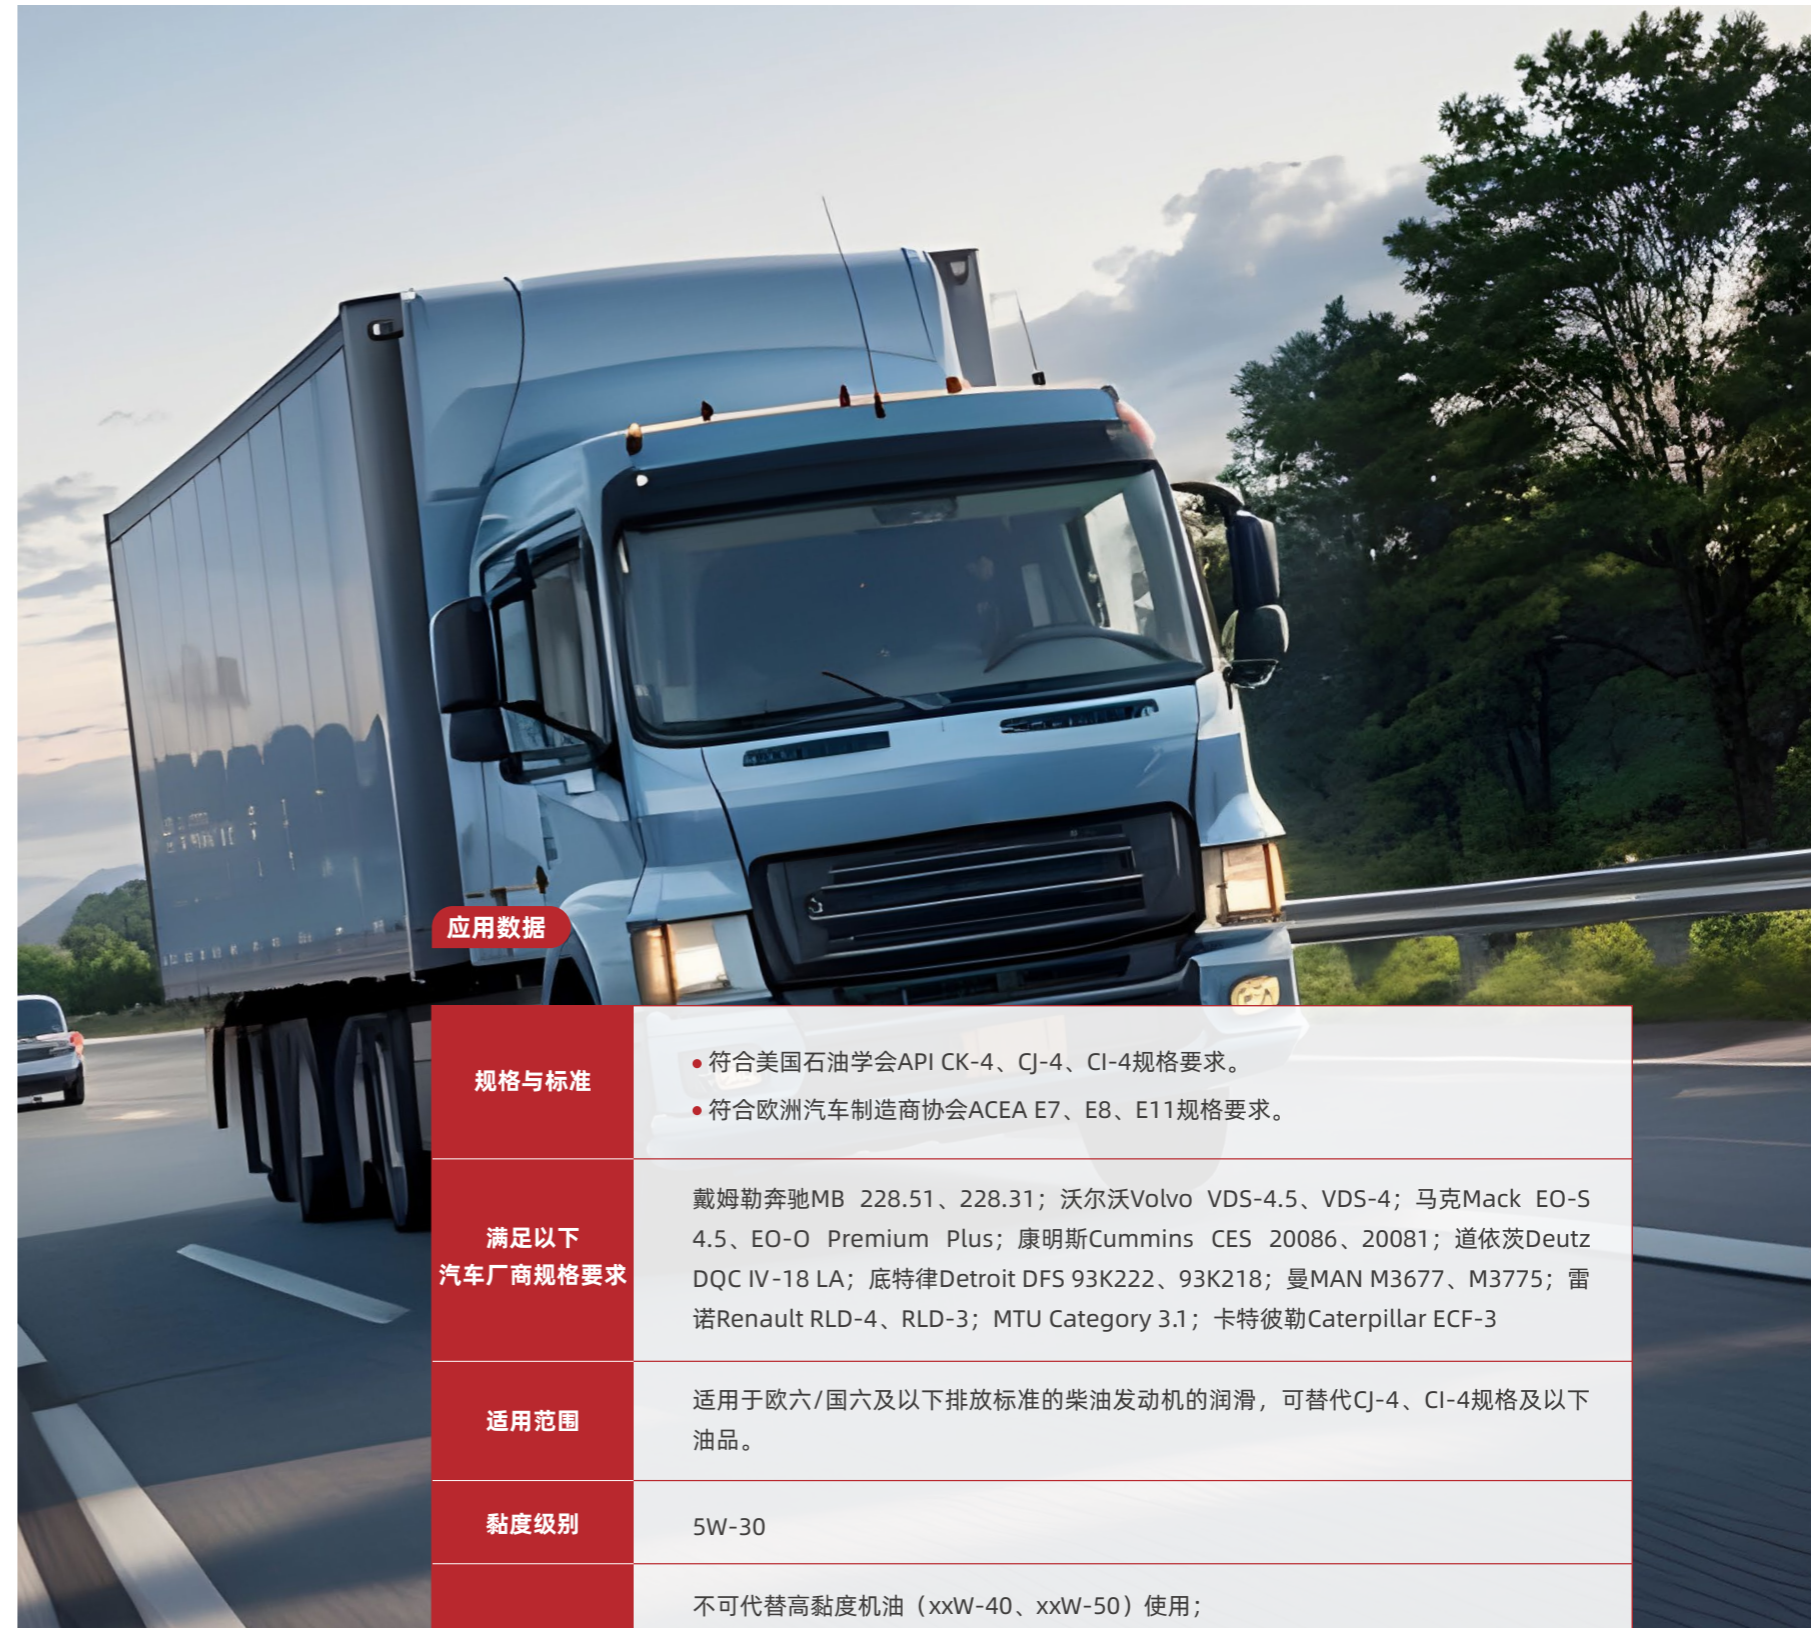 应用数据
规格与标准
符合美国石油学会API CK-4、CJ-4、CI-4规格要求。
符合欧洲汽车制造商协会ACEA E7、E8、E11规格要求。
满足以下
汽车厂商规格要求
戴姆勒奔驰MB 228.51、228.31；沃尔沃Volvo VDS-4.5、VDS-4；马克Mack EO-S
4.5、EO-O Premium Plus；康明斯Cummins CES 20086、20081；道依茨Deutz
DQC IV-18 LA；底特律Detroit DFS 93K222、93K218；曼MAN M3677、M3775；雷
诺Renault RLD-4、RLD-3；MTU Category 3.1；卡特彼勒Caterpillar ECF-3
适用范围
适用于欧六/国六及以下排放标准的柴油发动机的润滑，可替代CJ-4、CI-4规格及以下
油品。
黏度级别
5W-30
不可代替高黏度机油（xxW-40、xxW-50）使用；